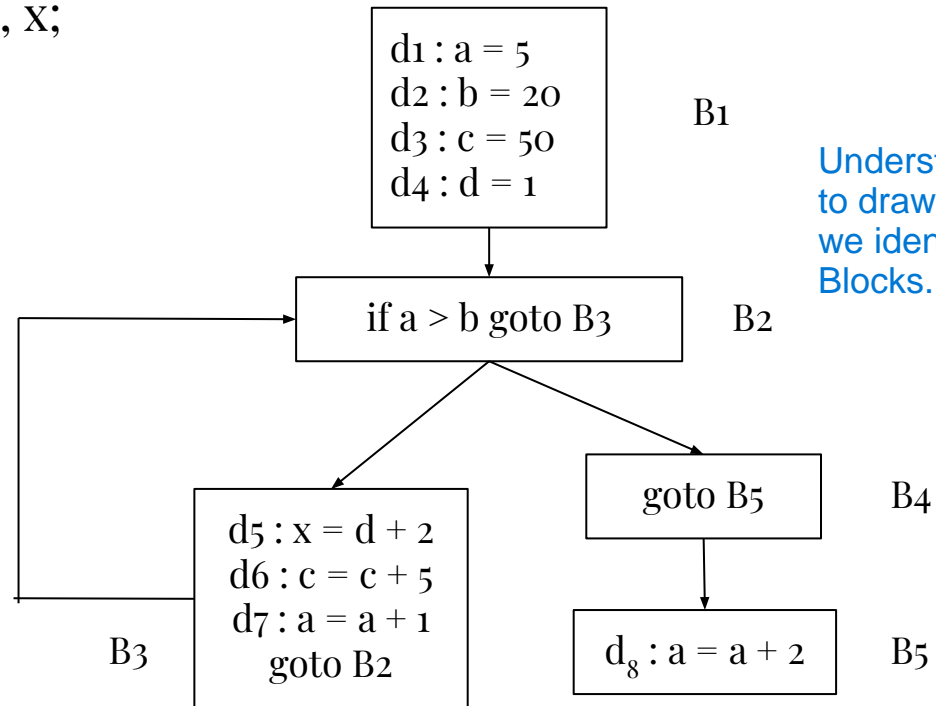 , x;
d1 : a = 5
d2 : b = 20
d3 : c = 50
d4 : d = 1
B1
to draw
we iden
Blocks.
if a > b goto B3
B2
goto B5
B4
d5 : x = d + 2
d6 : c = c + 5
d7 : a = a + 1
goto B2
B3
d₈ : a = a + 2
B5